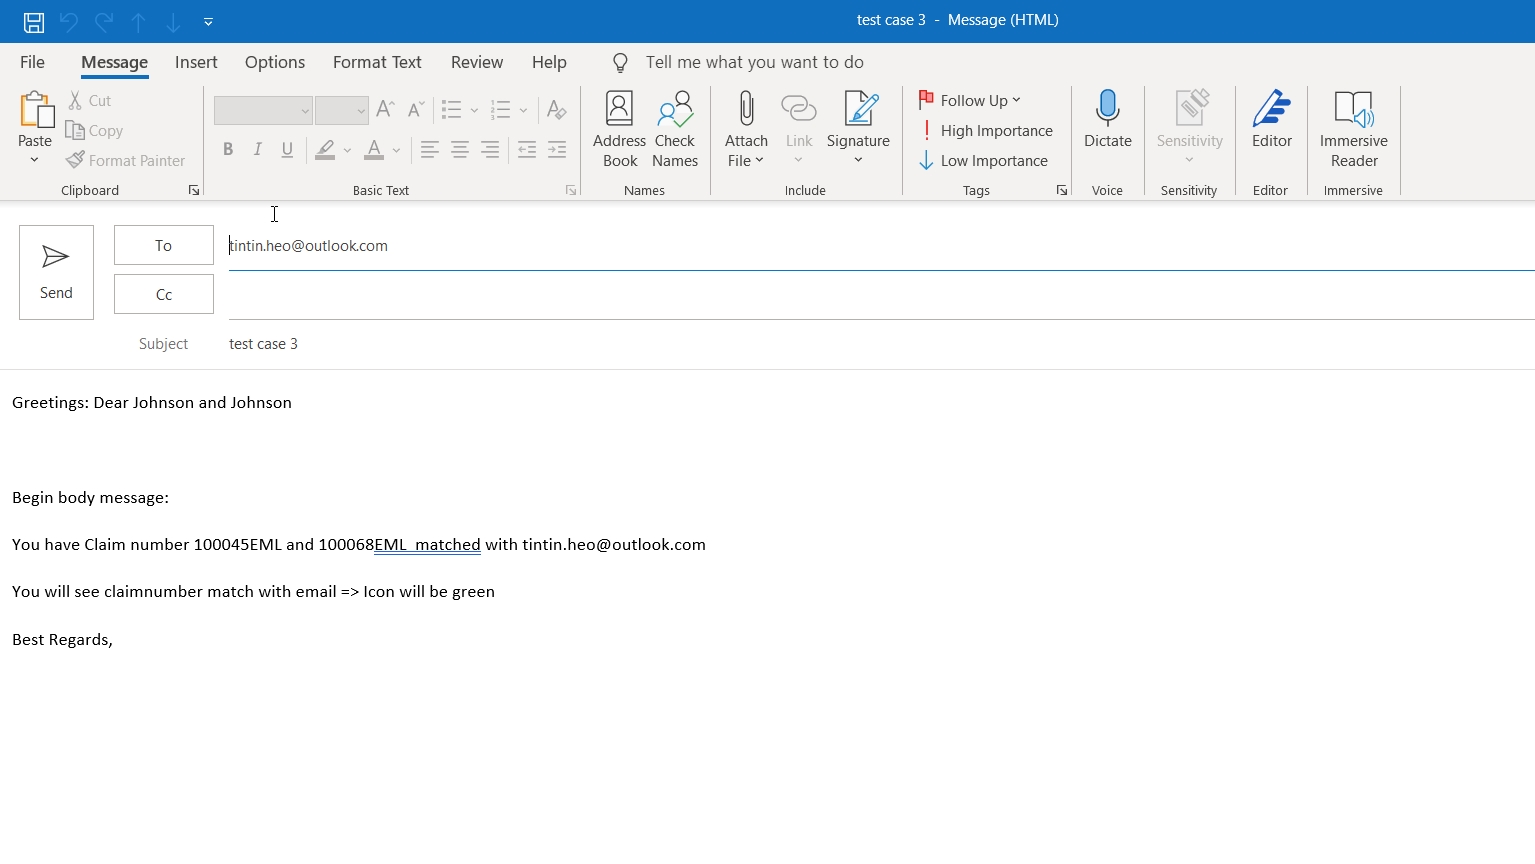 test case 3 - Message (HTML)
File Message Insert Options Format Text Review Help Tell me what you want to do
Paste
Cut
Copy
Format Painter
Clipboard
B I U
A
Basic Text
Address Book
Check Names
Names
Attach File
Link
Signature
Include
Follow Up
High Importance
Low Importance
Tags
Dictate
Voice
Sensitivity
Sensitivity
Editor
Editor
Immersive Reader
Immersive
Send
To
tintin.heo@outlook.com
Cc
Subject
test case 3
Greetings: Dear Johnson and Johnson
Begin body message:
You have Claim number 100045EML and 100068EML  matched with tintin.heo@outlook.com
You will see claimnumber match with email => Icon will be green
Best Regards,